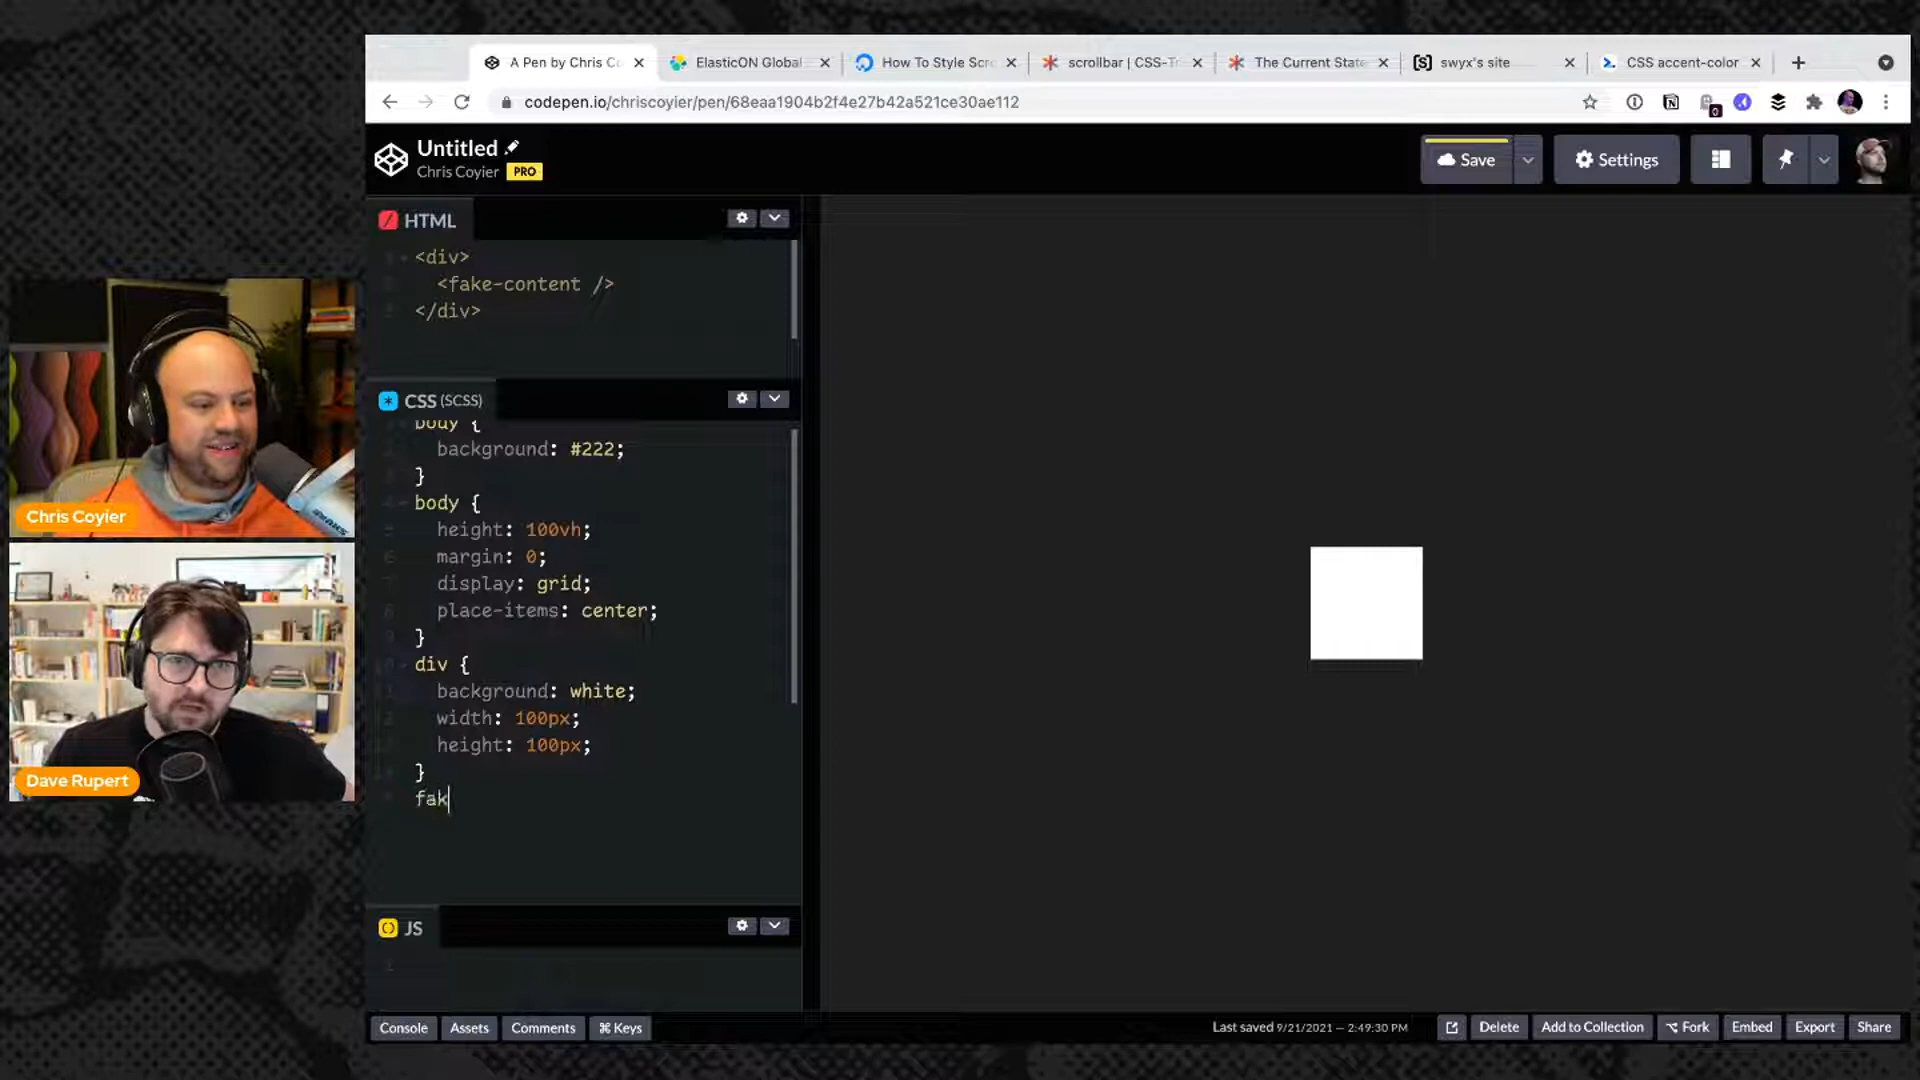 A Pen by Chris Co
ElasticON Global
How To Style Scro
scrollbar | CSS-Tr
The Current State
[S] swyx's site
CSS accent-color
codepen.io/chriscoyier/pen/68eaa1904b2f4e27b42a521ce30ae112
0
Untitled
Chris Coyier PRO
Save
Settings
HTML
<div>
<fake-content />
</div>
CSS (SCSS)
body {
background: #222;
}
body {
height: 100vh;
margin: 0;
display: grid;
place-items: center;
}
div {
background: white;
width: 100px;
height: 100px;
}
fak
JS
1
Chris Coyier
Dave Rupert
Console Assets Comments ⌘ Keys
Last saved 9/21/2021 — 2:49:30 PM
Delete Add to Collection Fork Embed Export Share